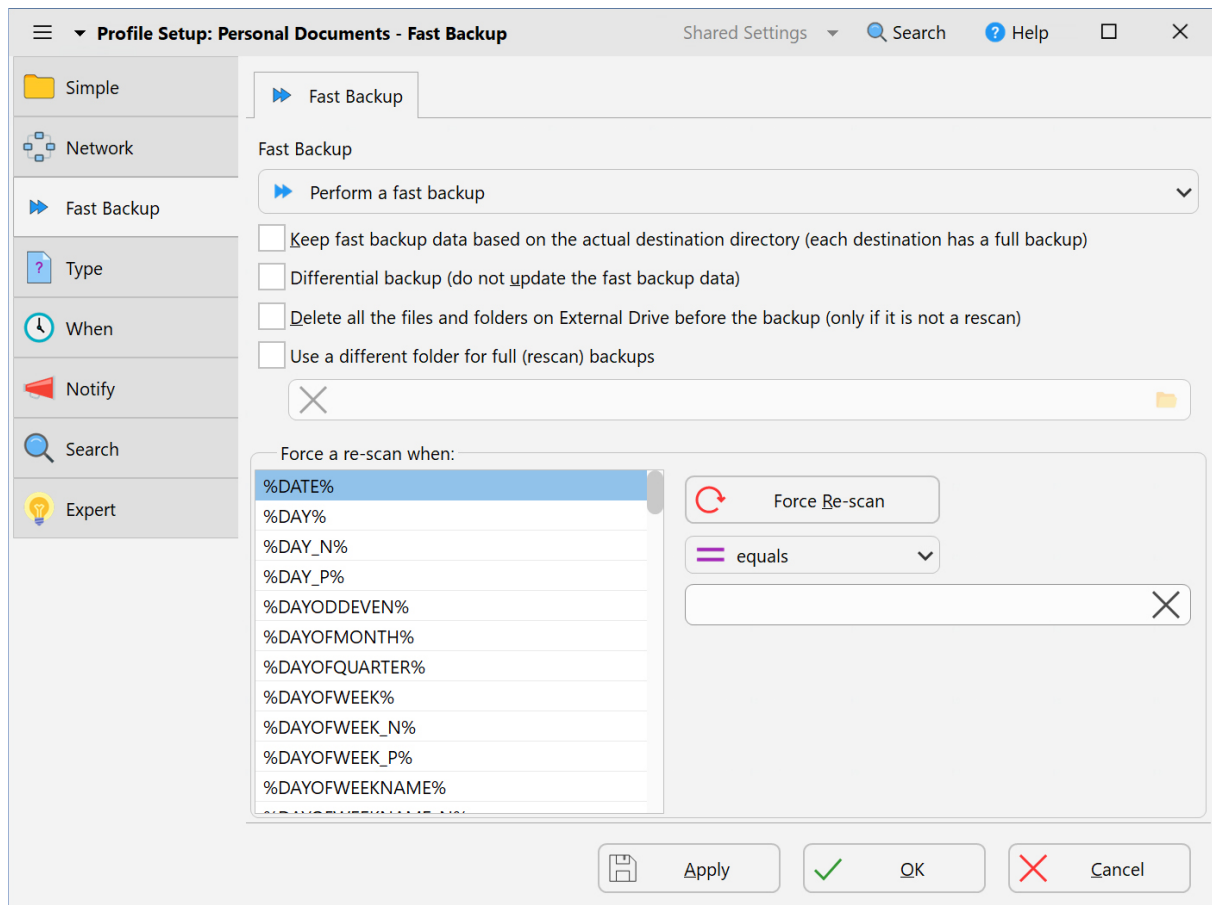 Profile Setup: Personal Documents - Fast Backup
Shared Settings
Search
Help
Simple
Network
Fast Backup
Type
When
Notify
Search
Expert
Fast Backup
Fast Backup
Perform a fast backup
Keep fast backup data based on the actual destination directory (each destination has a full backup)
Differential backup (do not update the fast backup data)
Delete all the files and folders on External Drive before the backup (only if it is not a rescan)
Use a different folder for full (rescan) backups
Force a re-scan when:
%DATE%
%DAY%
%DAY_N%
%DAY_P%
%DAYODDEVEN%
%DAYOFMONTH%
%DAYOFQUARTER%
%DAYOFWEEK%
%DAYOFWEEK_N%
%DAYOFWEEK_P%
%DAYOFWEEKNAME%
Force Re-scan
equals
Apply
OK
Cancel